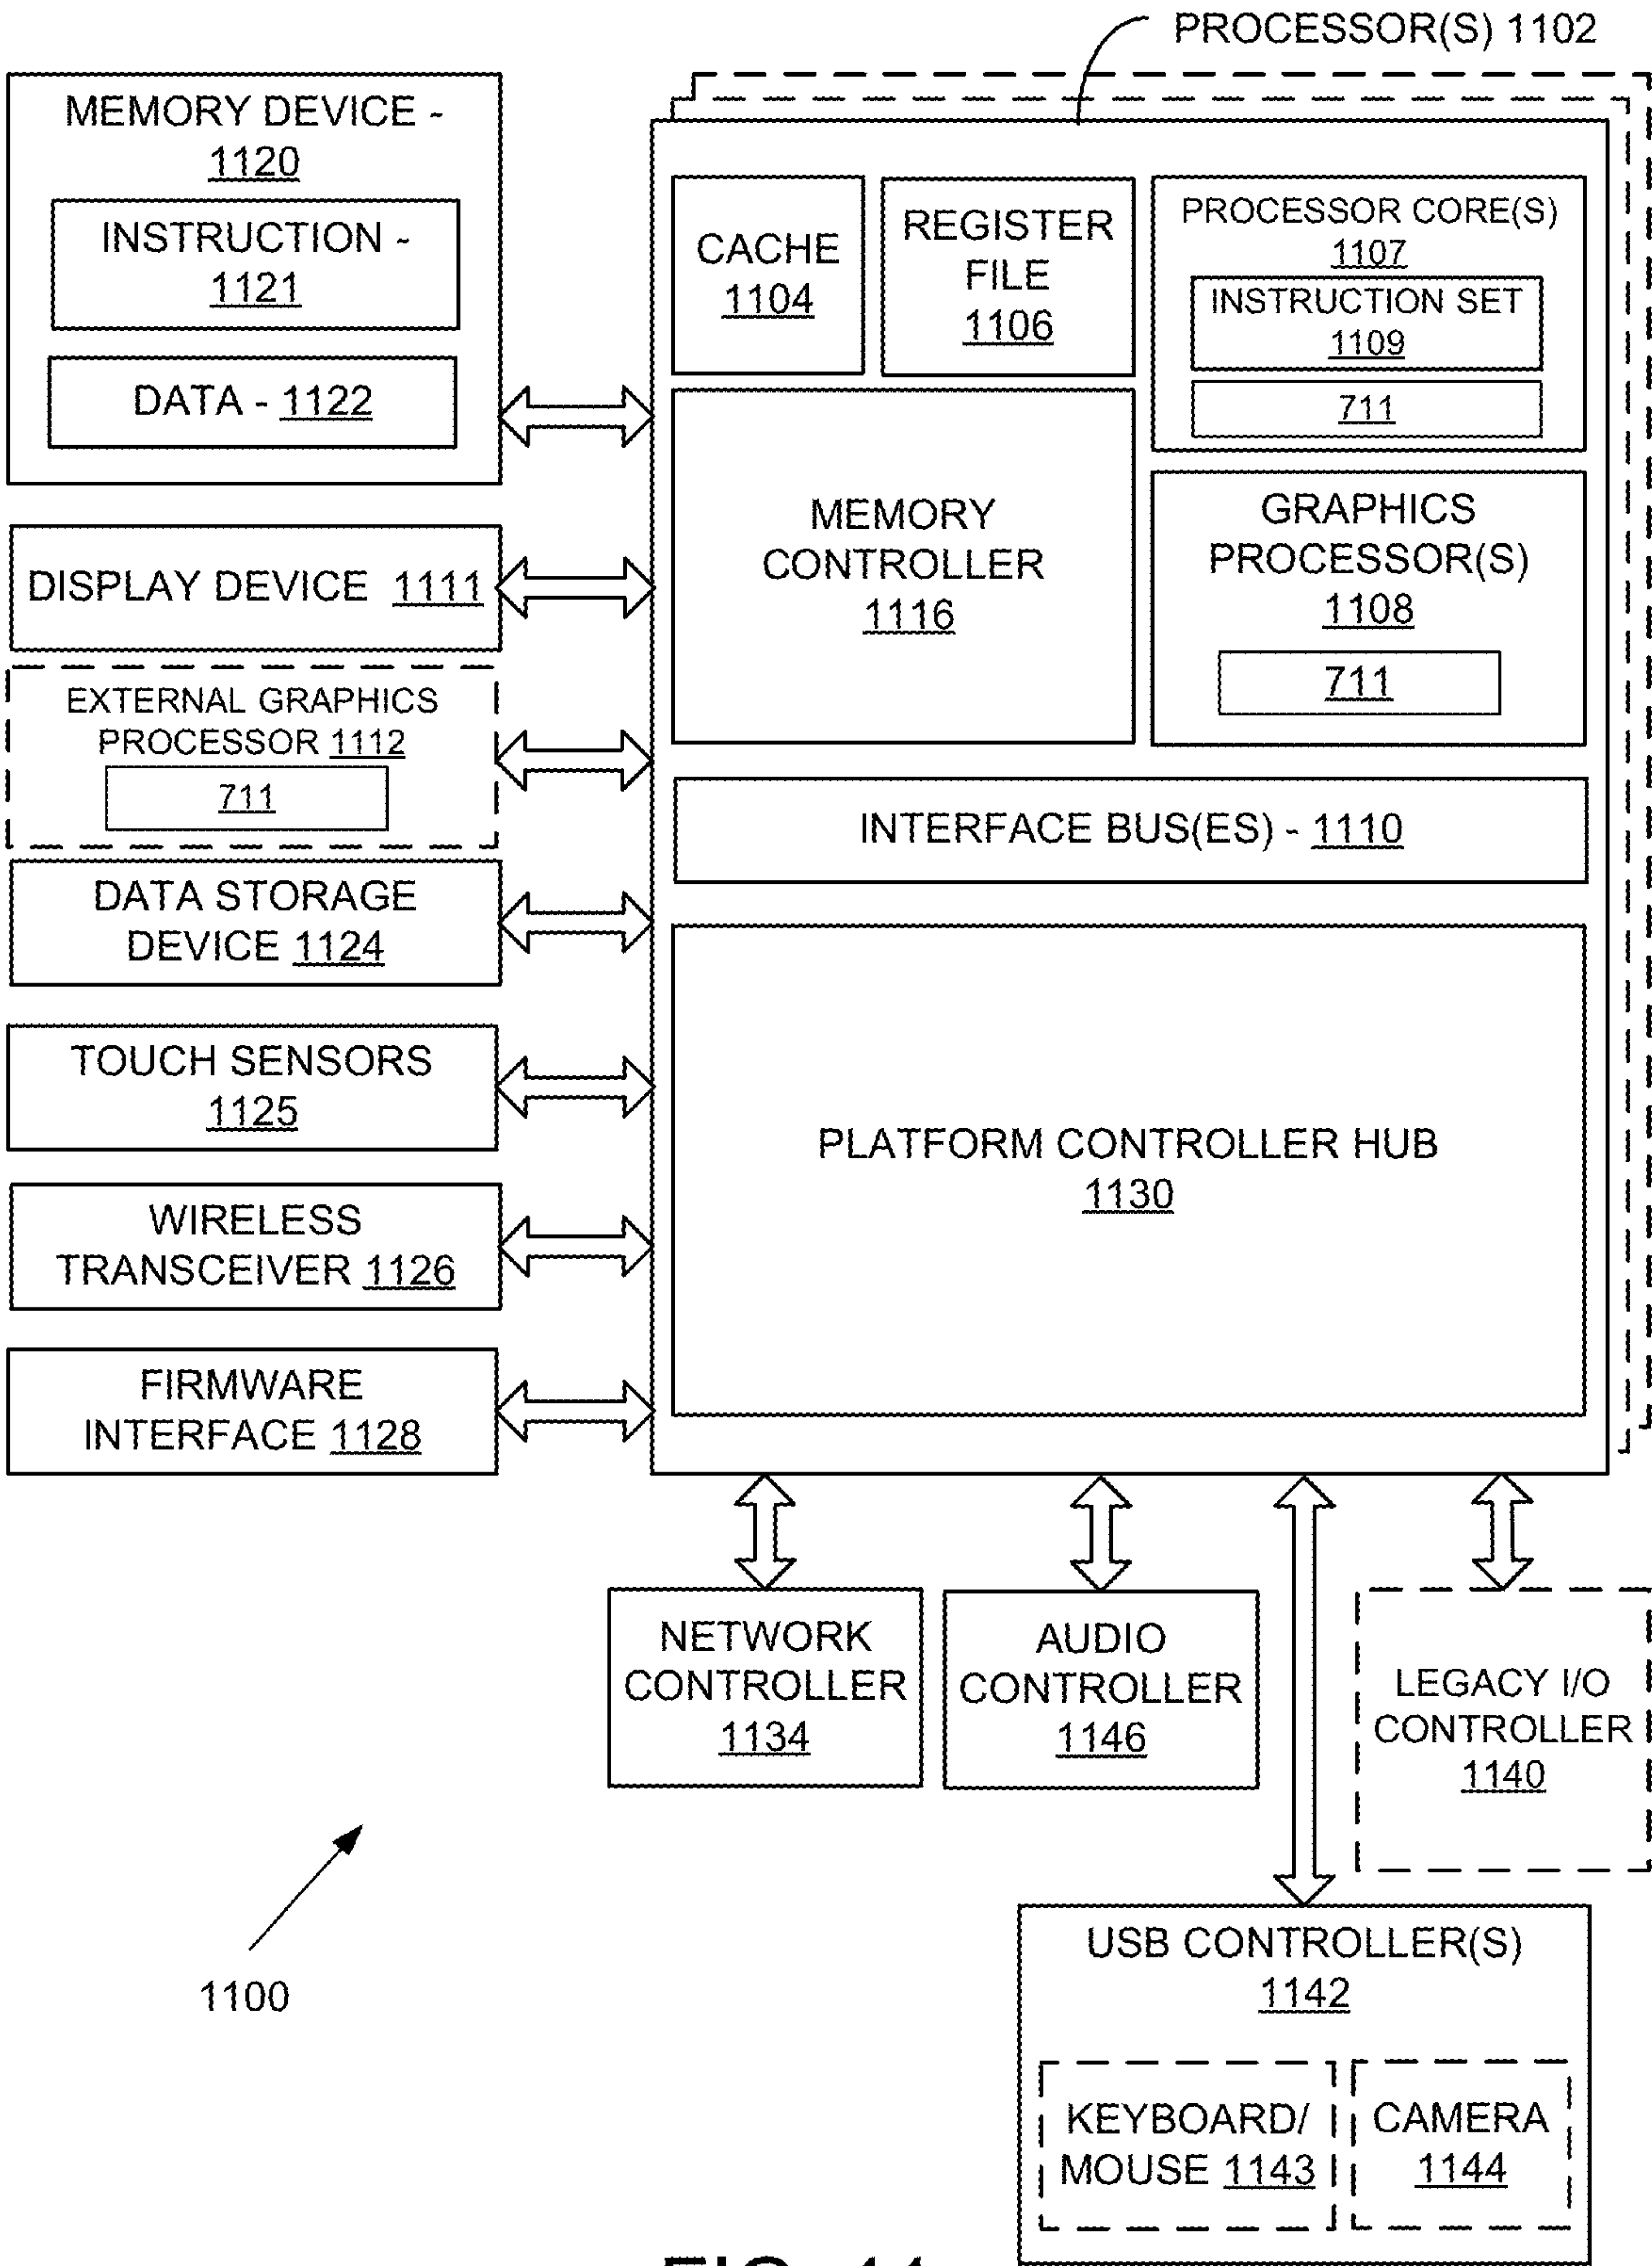 PROCESSOR(S) 1102
MEMORY DEVICE -
1120
INSTRUCTION -
1121
DATA - 1122
DISPLAY DEVICE 1111
EXTERNAL GRAPHICS
PROCESSOR 1112
711
DATA STORAGE
DEVICE 1124
TOUCH SENSORS
1125
WIRELESS
TRANSCEIVER 1126
FIRMWARE
INTERFACE 1128
CACHE
1104
REGISTER
FILE
1106
PROCESSOR CORE(S)
1107
INSTRUCTION SET
1109
711
MEMORY
CONTROLLER
1116
GRAPHICS
PROCESSOR(S)
1108
711
INTERFACE BUS(ES) - 1110
PLATFORM CONTROLLER HUB
1130
NETWORK
CONTROLLER
1134
AUDIO
CONTROLLER
1146
LEGACY I/O
CONTROLLER
1140
1100
USB CONTROLLER(S)
1142
KEYBOARD/
MOUSE 1143
CAMERA
1144